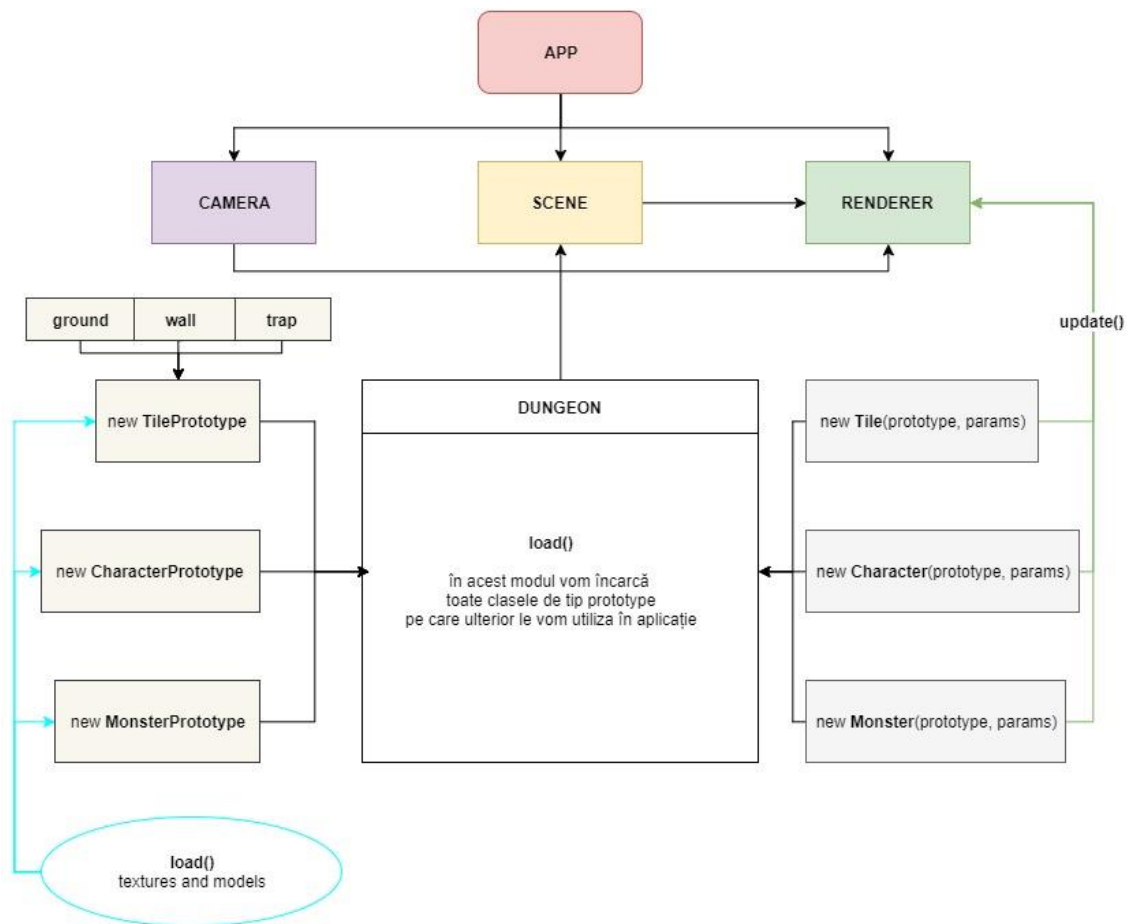 APP
CAMERA
SCENE
RENDERER
ground
wall
trap
update()
new TilePrototype
DUNGEON
new Tile(prototype, params)
load()
în acest modul vom încarcă
toate clasele de tip prototype
pe care ulterior le vom utiliza în aplicație
new CharacterPrototype
new Character(prototype, params)
new MonsterPrototype
new Monster(prototype, params)
load()
textures and models